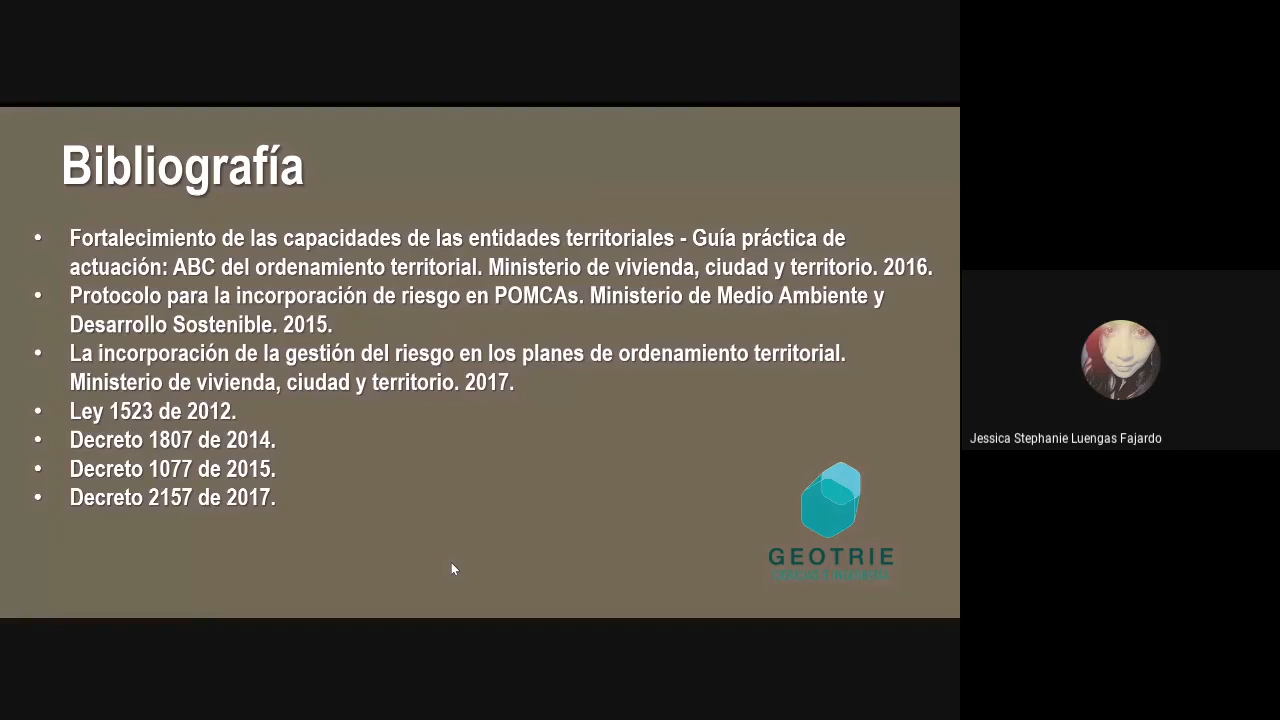 Bibliografía
• Fortalecimiento de las capacidades de las entidades territoriales - Guía práctica de
actuación: ABC del ordenamiento territorial. Ministerio de vivienda, ciudad y territorio. 2016.
• Protocolo para la incorporación de riesgo en POMCAs. Ministerio de Medio Ambiente y
Desarrollo Sostenible. 2015.
• La incorporación de la gestión del riesgo en los planes de ordenamiento territorial.
Ministerio de vivienda, ciudad y territorio. 2017.
• Ley 1523 de 2012.
• Decreto 1807 de 2014.
• Decreto 1077 de 2015.
• Decreto 2157 de 2017.
GEOTRIE
Jessica Stephanie Luengas Fajardo